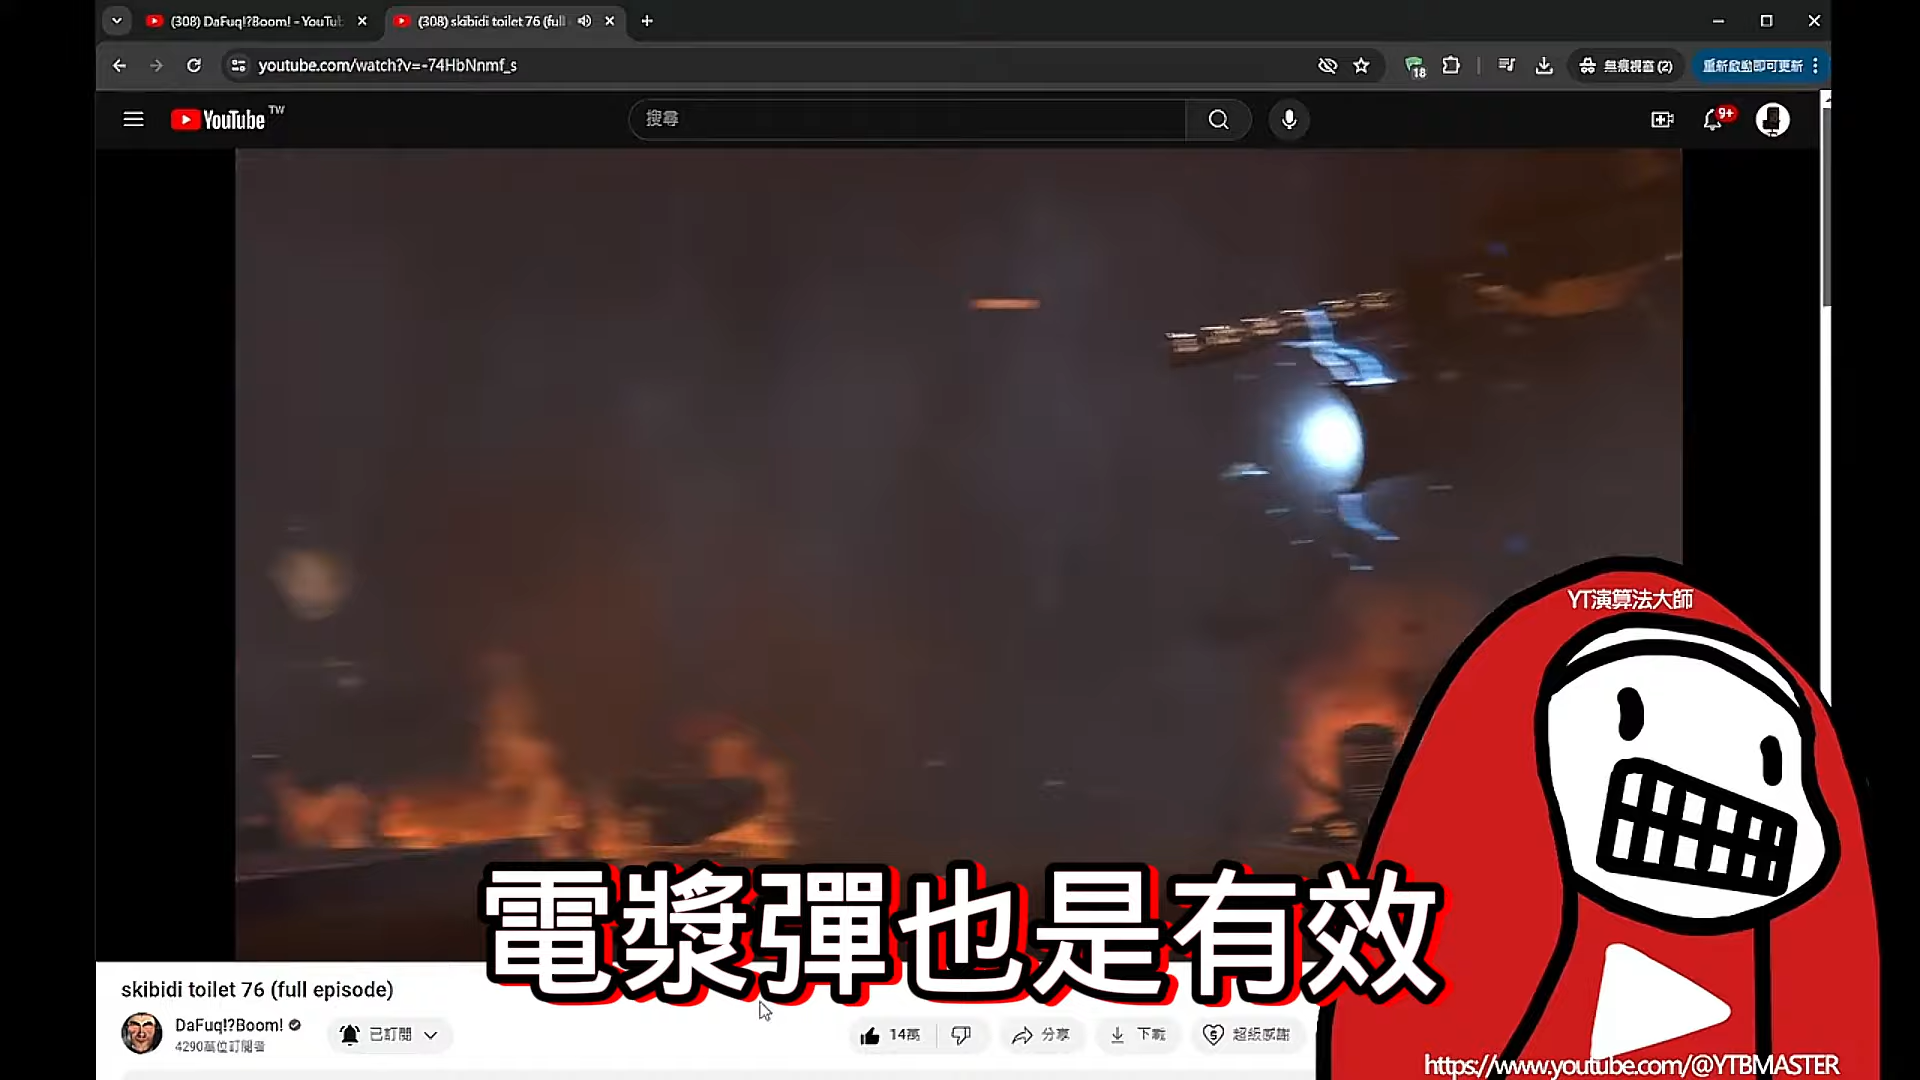 (308) DaFuq!?Boom! - YouTub
(308) skibidi toilet 76 (full
youtube.com/watch?v=-74HbNnmf_s
18
無痕視窗 (2)
重新啟動即可更新
YouTube TW
搜尋
9+
YT演算法大師
電漿彈也是有效
skibidi toilet 76 (full episode)
DaFuq!?Boom!
4290萬位訂閱者
已訂閱
14萬
分享
下載
超級感謝
https://www.youtube.com/@YTBMASTER